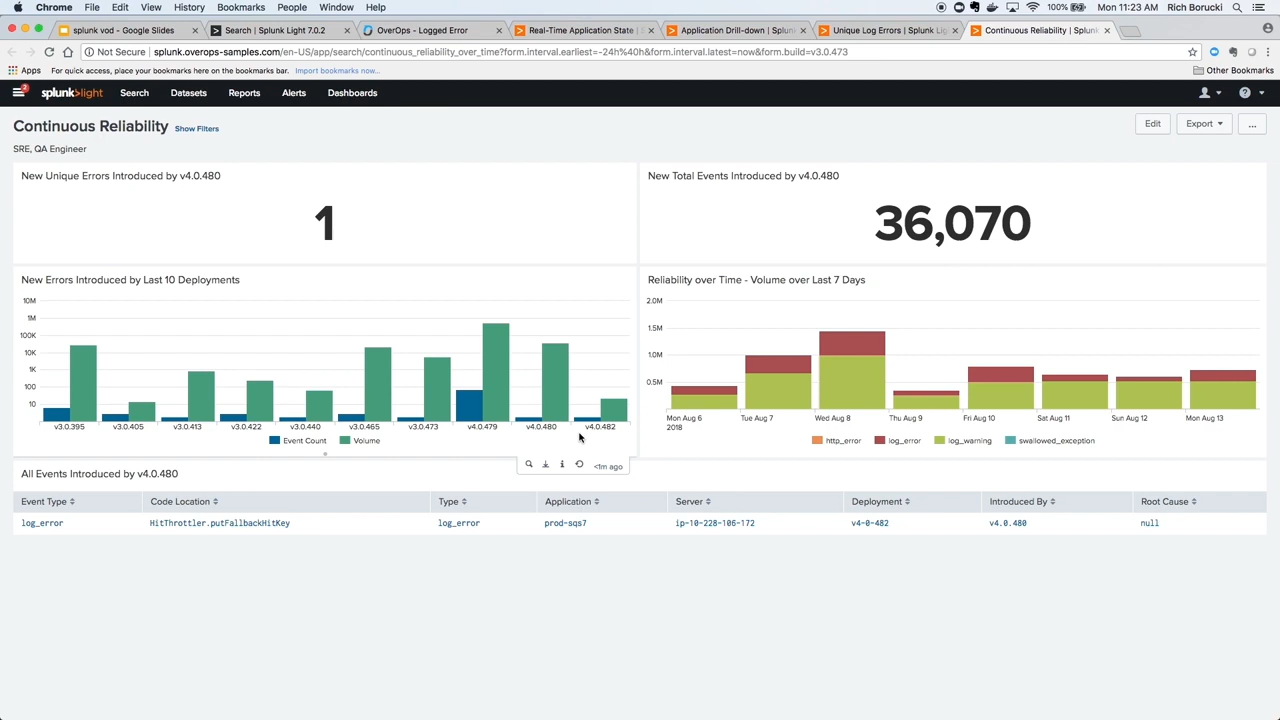 Chrome File Edit View History Bookmarks People Window Help 100% Mon 11:23 AM Rich Borucki
splunk vod - Google Slides Search | Splunk Light 7.0.2 OverOps - Logged Error Real-Time Application State | Application Drill-down | Splun Unique Log Errors | Splunk Lig Continuous Reliability | Splunk
Not Secure splunk.overops-samples.com/en-US/app/search/continuous_reliability_over_time?form.interval.earliest=-24h%40h&form.interval.latest=now&form.build=v3.0.473
Apps For quick access, place your bookmarks here on the bookmarks bar. Import bookmarks now... Other Bookmarks
2 splunk>light Search Datasets Reports Alerts Dashboards
Continuous Reliability Show Filters Edit Export ...
SRE, QA Engineer
New Unique Errors Introduced by v4.0.480 New Total Events Introduced by v4.0.480
1 36,070
New Errors Introduced by Last 10 Deployments
10M
1M
100K
10K
1K
100
10
v3.0.395 v3.0.405 v3.0.413 v3.0.422 v3.0.440 v3.0.465 v3.0.473 v4.0.479 v4.0.480 v4.0.482
Event Count Volume
<1m ago
Reliability over Time - Volume over Last 7 Days
2.0M
1.5M
1.0M
0.5M
Mon Aug 6 Tue Aug 7 Wed Aug 8 Thu Aug 9 Fri Aug 10 Sat Aug 11 Sun Aug 12 Mon Aug 13
2018
http_error log_error log_warning swallowed_exception
All Events Introduced by v4.0.480
Event Type Code Location Type Application Server Deployment Introduced By Root Cause
log_error HitThrottler.putFallbackHitKey log_error prod-sqs7 ip-10-228-106-172 v4-0-482 v4.0.480 null